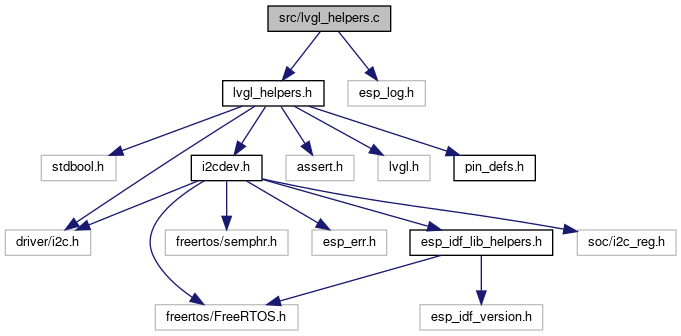 src/lvgl_helpers.c
lvgl_helpers.h
esp_log.h
stdbool.h
i2cdev.h
assert.h
lvgl.h
pin_defs.h
driver/i2c.h
freertos/semphr.h
esp_err.h
esp_idf_lib_helpers.h
soc/i2c_reg.h
freertos/FreeRTOS.h
esp_idf_version.h